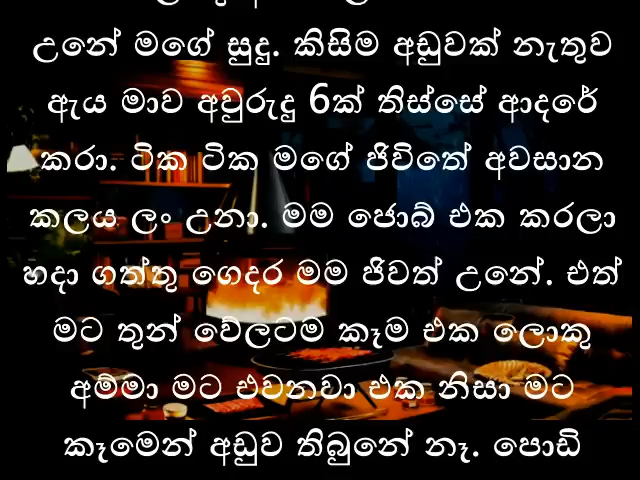 උනේ මගේ සුදු. කිසිම අඩුවක් නැතුව
ඇය මාව අවුරුදු 6ක් තිස්සේ ආදරේ
කරා. ටික ටික මගේ ජිවිතේ අවසාන
කලය ලං උනා. මම ජොබ් එක කරලා
හදා ගත්තු ගෙදර මම ජිවත් උනේ. එත්
මට තුන් වේලටම කෑම එක ලොකු
අම්මා මට එවනවා එක නිසා මට
කෑමෙන් අඩුව තිබුනේ නෑ. පොඩි